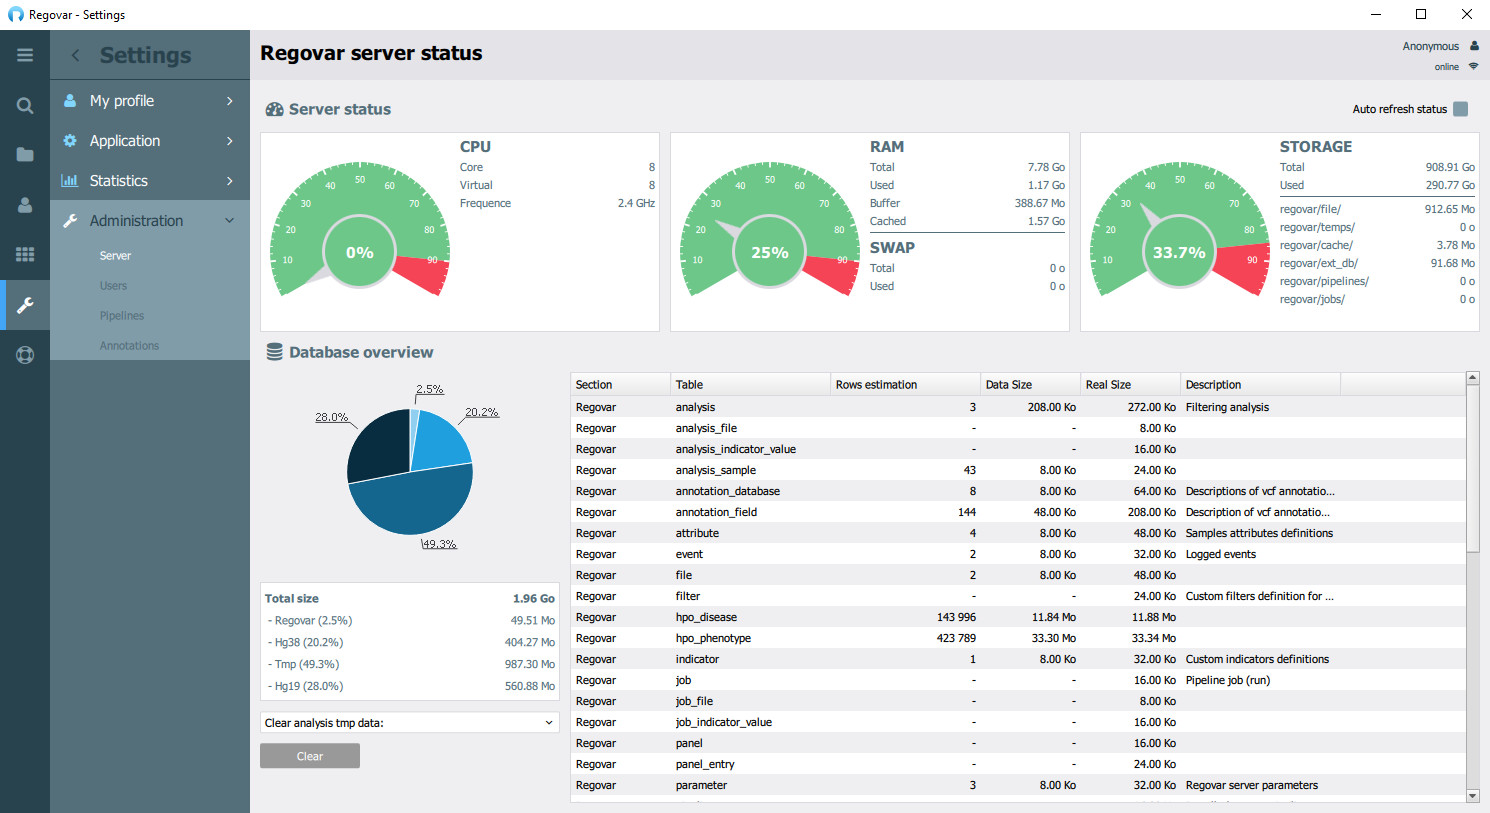 Regovar - Settings
Settings
My profile
Application
Statistics
Administration
Server
Users
Pipelines
Annotations
Regovar server status
Anonymous
online
Server status
Auto refresh status
CPU
Core 8
Virtual 8
Frequence 2.4 GHz
10 20 30 40 50 60 70 80 90
0%
RAM
Total 7.78 Go
Used 1.17 Go
Buffer 388.67 Mo
Cached 1.57 Go
SWAP
Total 0 o
Used 0 o
10 20 30 40 50 60 70 80 90
25%
STORAGE
Total 908.91 Go
Used 290.77 Go
regovar/file/ 912.65 Mo
regovar/temps/ 0 o
regovar/cache/ 3.78 Mo
regovar/ext_db/ 91.68 Mo
regovar/pipelines/ 0 o
regovar/jobs/ 0 o
10 20 30 40 50 60 70 80 90
33.7%
Database overview
2.5%
20.2%
28.0%
49.3%
Total size 1.96 Go
- Regovar (2.5%) 49.51 Mo
- Hg38 (20.2%) 404.27 Mo
- Tmp (49.3%) 987.30 Mo
- Hg19 (28.0%) 560.88 Mo
Clear analysis tmp data:
Clear
Section Table Rows estimation Data Size Real Size Description
Regovar analysis 3 208.00 Ko 272.00 Ko Filtering analysis
Regovar analysis_file - - 8.00 Ko
Regovar analysis_indicator_value - - 16.00 Ko
Regovar analysis_sample 43 8.00 Ko 24.00 Ko
Regovar annotation_database 8 8.00 Ko 64.00 Ko Descriptions of vcf annotatio...
Regovar annotation_field 144 48.00 Ko 208.00 Ko Description of vcf annotatio...
Regovar attribute 4 8.00 Ko 48.00 Ko Samples attributes definitions
Regovar event 2 8.00 Ko 32.00 Ko Logged events
Regovar file 2 8.00 Ko 48.00 Ko
Regovar filter - - 24.00 Ko Custom filters definition for ...
Regovar hpo_disease 143 996 11.84 Mo 11.88 Mo
Regovar hpo_phenotype 423 789 33.30 Mo 33.34 Mo
Regovar indicator 1 8.00 Ko 32.00 Ko Custom indicators definitions
Regovar job - - 16.00 Ko Pipeline job (run)
Regovar job_file - - 8.00 Ko
Regovar job_indicator_value - - 16.00 Ko
Regovar panel - - 16.00 Ko
Regovar panel_entry - - 24.00 Ko
Regovar parameter 3 8.00 Ko 32.00 Ko Regovar server parameters